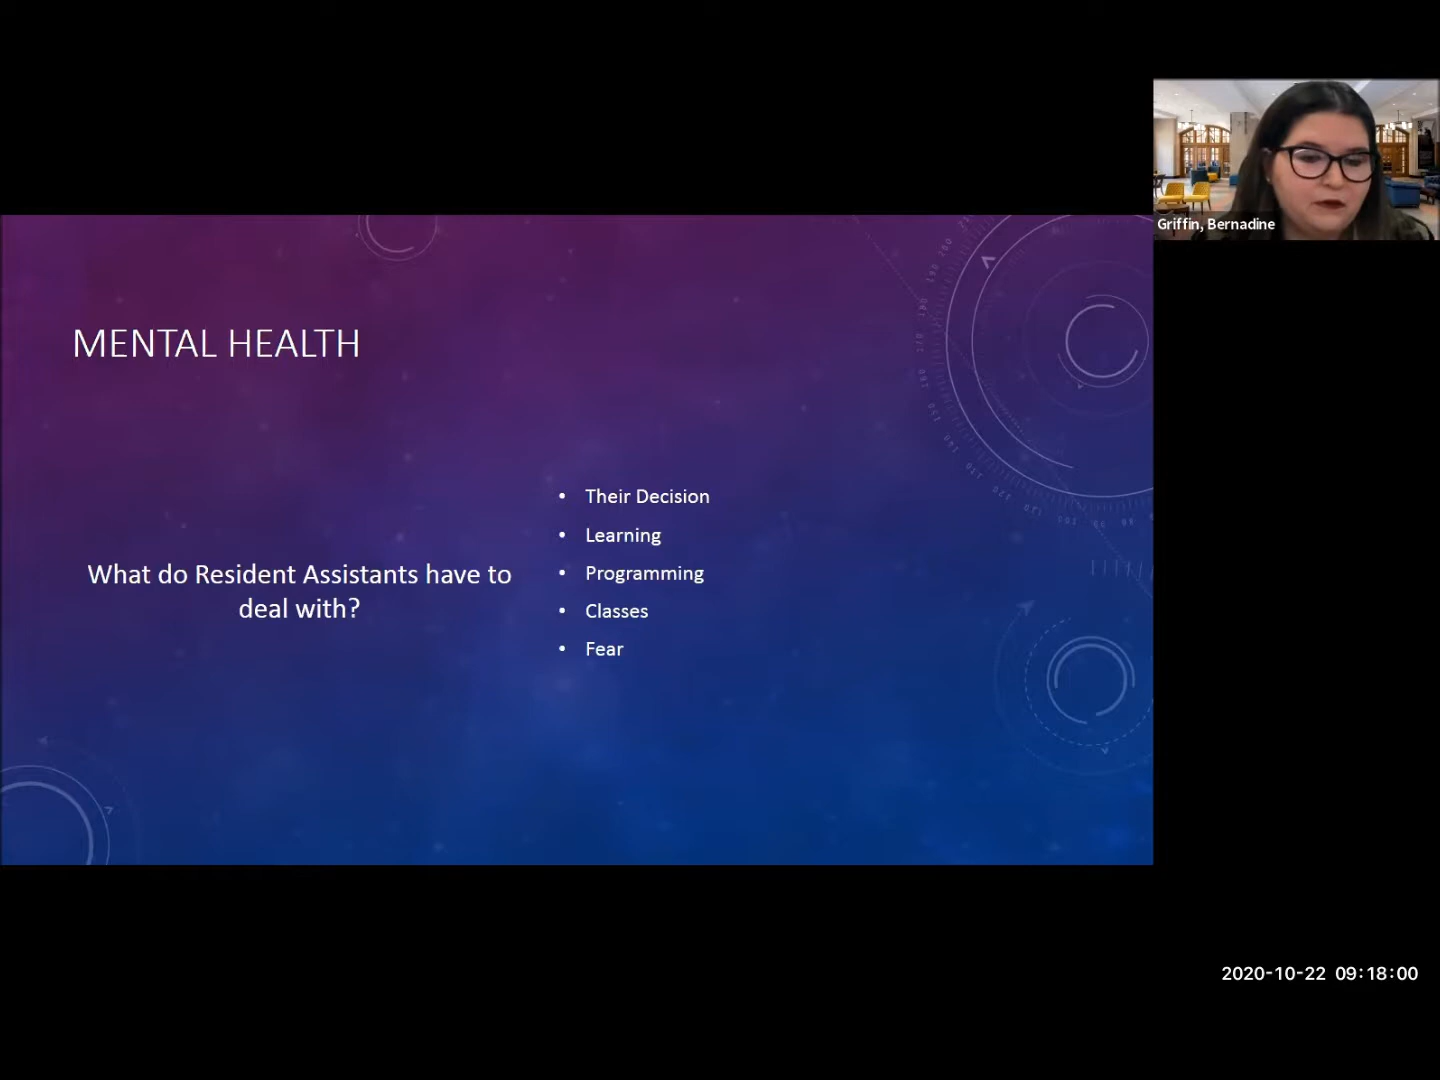 Griffin, Bernadine
MENTAL HEALTH
What do Resident Assistants have to
deal with?
• Their Decision
• Learning
• Programming
• Classes
• Fear
2020-10-22 09:18:00